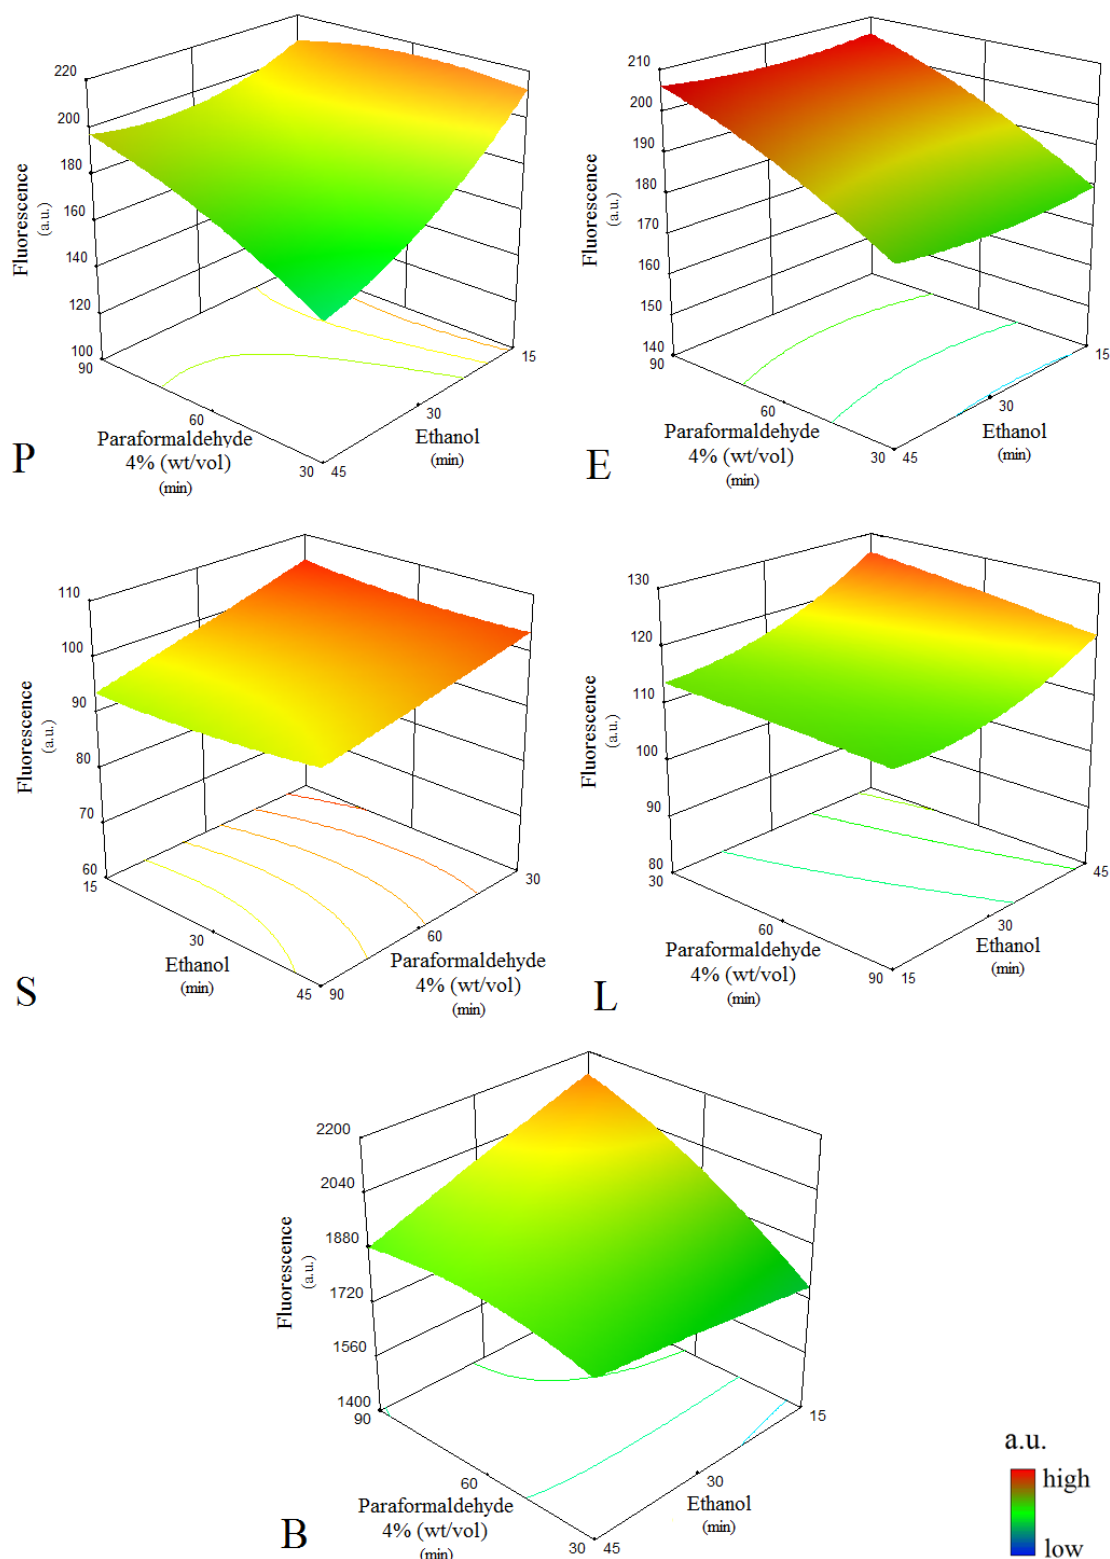 220
200
180
160
140
120
100
90
Fluorescence
(a.u.)
60
30
45
30
15
Paraformaldehyde
4% (wt/vol)
(min)
Ethanol
(min)
P
210
200
190
180
170
160
150
140
90
Fluorescence
(a.u.)
60
30
45
30
15
Paraformaldehyde
4% (wt/vol)
(min)
Ethanol
(min)
E
110
100
90
80
70
60
15
Fluorescence
(a.u.)
30
45
90
60
30
Ethanol
(min)
Paraformaldehyde
4% (wt/vol)
(min)
S
130
120
110
100
90
80
30
Fluorescence
(a.u.)
60
90
15
30
45
Paraformaldehyde
4% (wt/vol)
(min)
Ethanol
(min)
L
2200
2040
1880
1720
1560
1400
90
Fluorescence
(a.u.)
60
30
45
30
15
Paraformaldehyde
4% (wt/vol)
(min)
Ethanol
(min)
B
a.u.
high
low